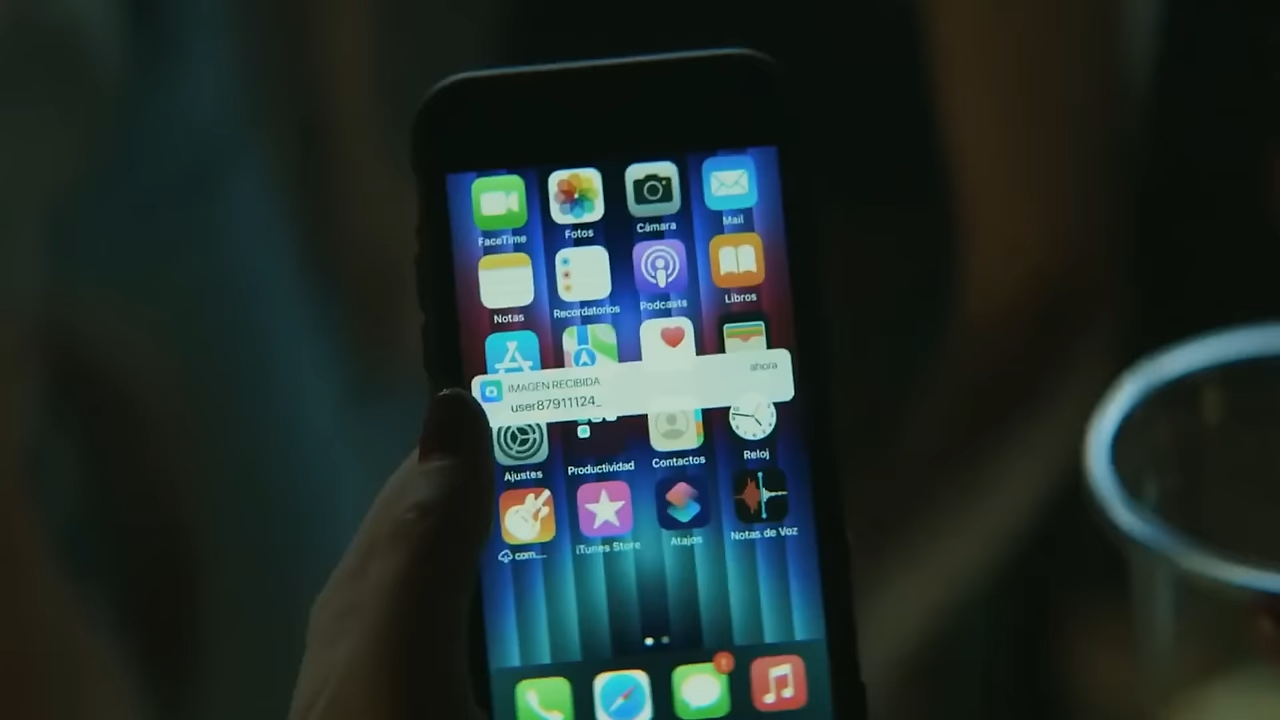 FaceTime
Fotos
Cámara
Mail
Notas
Recordatorios
Podcasts
Libros
IMAGEN RECIBIDA
ahora
user87911124_
Ajustes
Productividad
Contactos
Reloj
com...
iTunes Store
Atajos
Notas de Voz